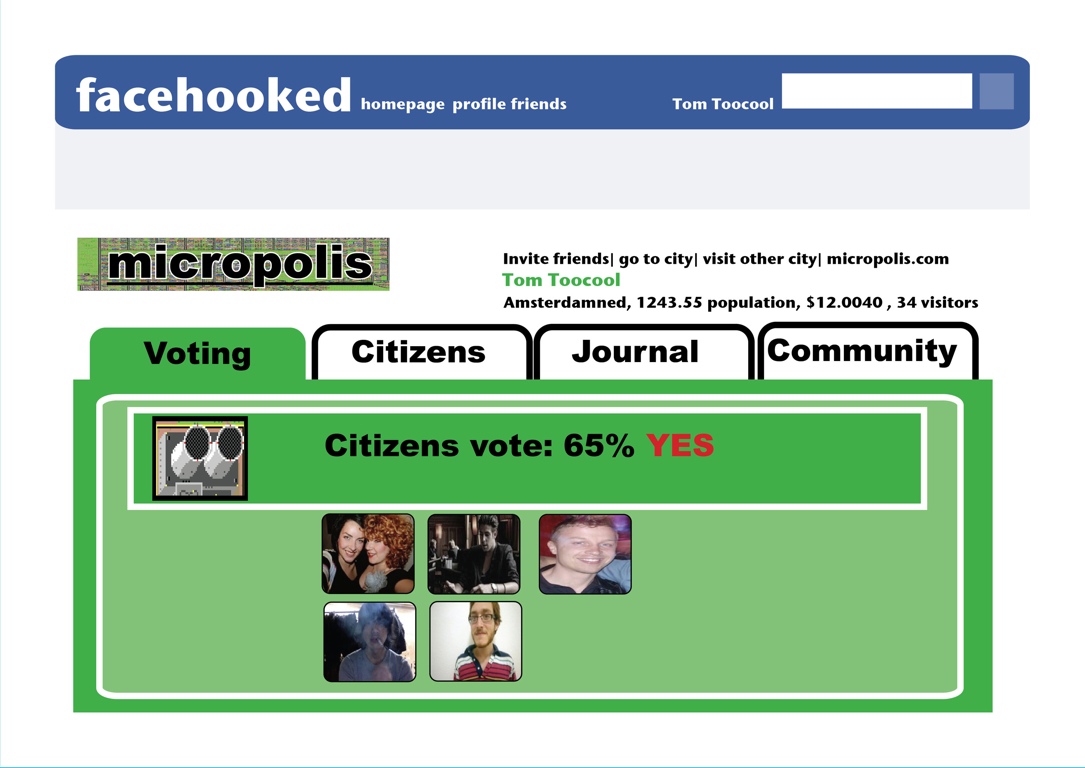 facehooked homepage profile friends Tom Toocool
micropolis
Invite friends| go to city| visit other city| micropolis.com
Tom Toocool
Amsterdamned, 1243.55 population, $12.0040 , 34 visitors
Voting Citizens Journal Community
Citizens vote: 65% YES